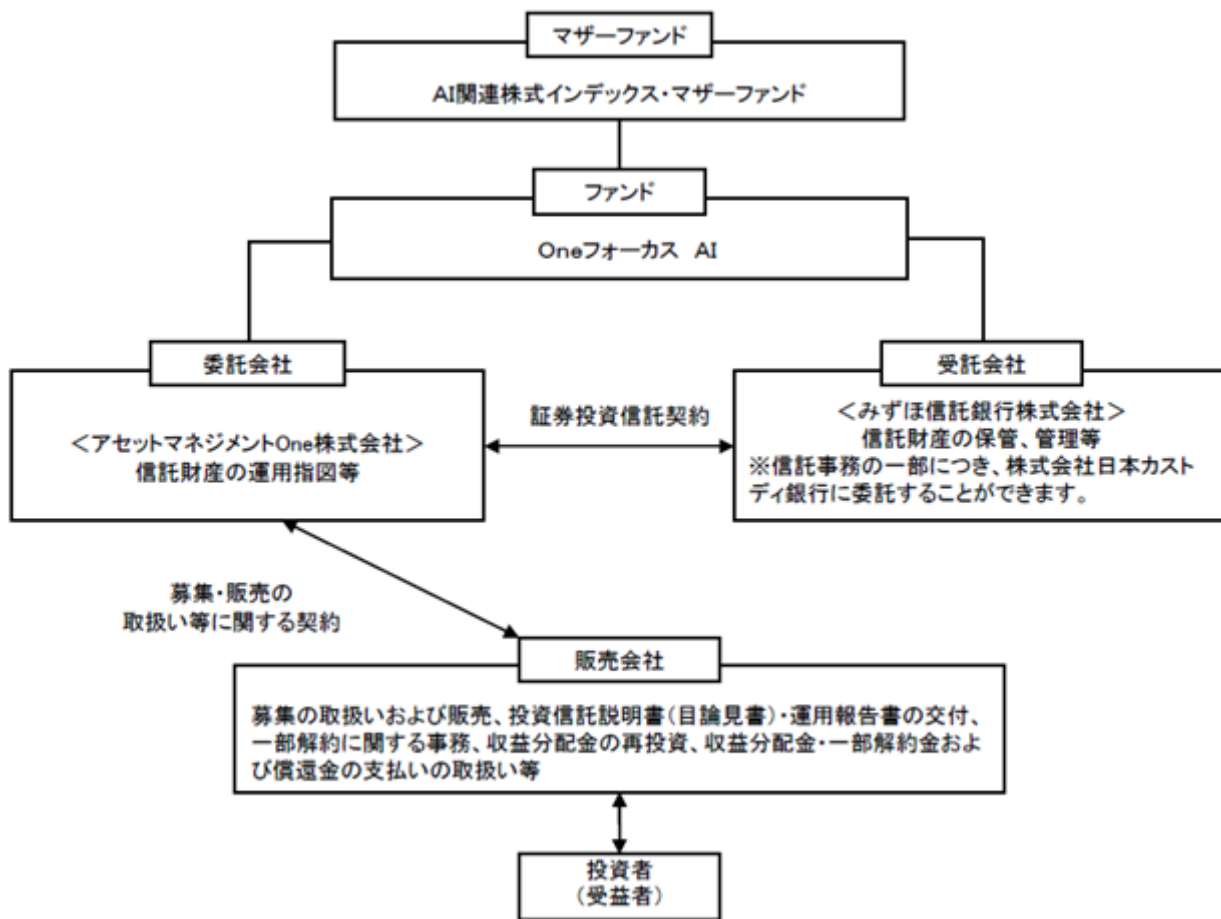 マザーファンド
AI関連株式インデックス・マザーファンド
ファンド
Oneフォーカス AI
委託会社
<アセットマネジメントOne株式会社>
信託財産の運用指図等
証券投資信託契約
受託会社
<みずほ信託銀行株式会社>
信託財産の保管、管理等
※信託事務の一部につき、株式会社日本カスト
ディ銀行に委託することができます。
募集・販売の
取扱い等に関する契約
販売会社
募集の取扱いおよび販売、投資信託説明書(目論見書)・運用報告書の交付、
一部解約に関する事務、収益分配金の再投資、収益分配金・一部解約金およ
び償還金の支払いの取扱い等
投資者
(受益者)